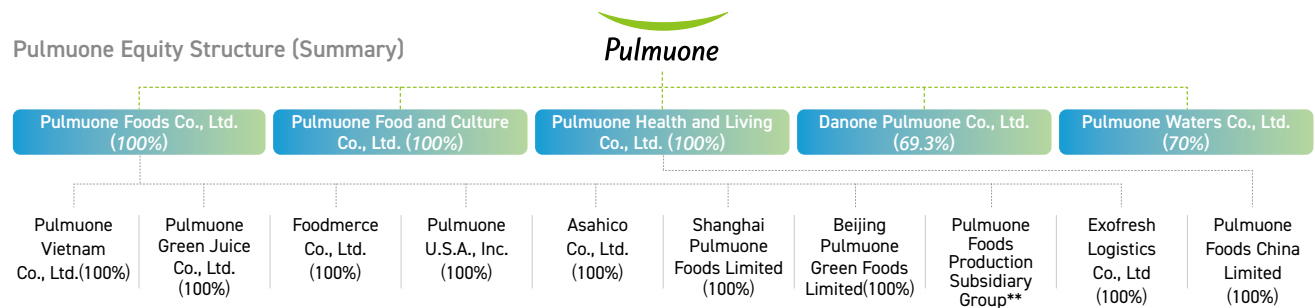 Pulmuone
Pulmuone Equity Structure (Summary)
Pulmuone Foods Co., Ltd.
(100%)
Pulmuone Food and Culture
Co., Ltd. (100%)
Pulmuone Health and Living
Co., Ltd. (100%)
Danone Pulmuone Co., Ltd.
(69.3%)
Pulmuone Waters Co., Ltd.
(70%)
Pulmuone
Vietnam
Co., Ltd.(100%)
Pulmuone
Green Juice
Co., Ltd.
(100%)
Foodmerce
Co., Ltd.
(100%)
Pulmuone
U.S.A., Inc.
(100%)
Asahico
Co., Ltd.
(100%)
Shanghai
Pulmuone
Foods Limited
(100%)
Beijing
Pulmuone
Green Foods
Limited(100%)
Pulmuone
Foods
Production
Subsidiary
Group**
Exofresh
Logistics
Co., Ltd
(100%)
Pulmuone
Foods China
Limited
(100%)